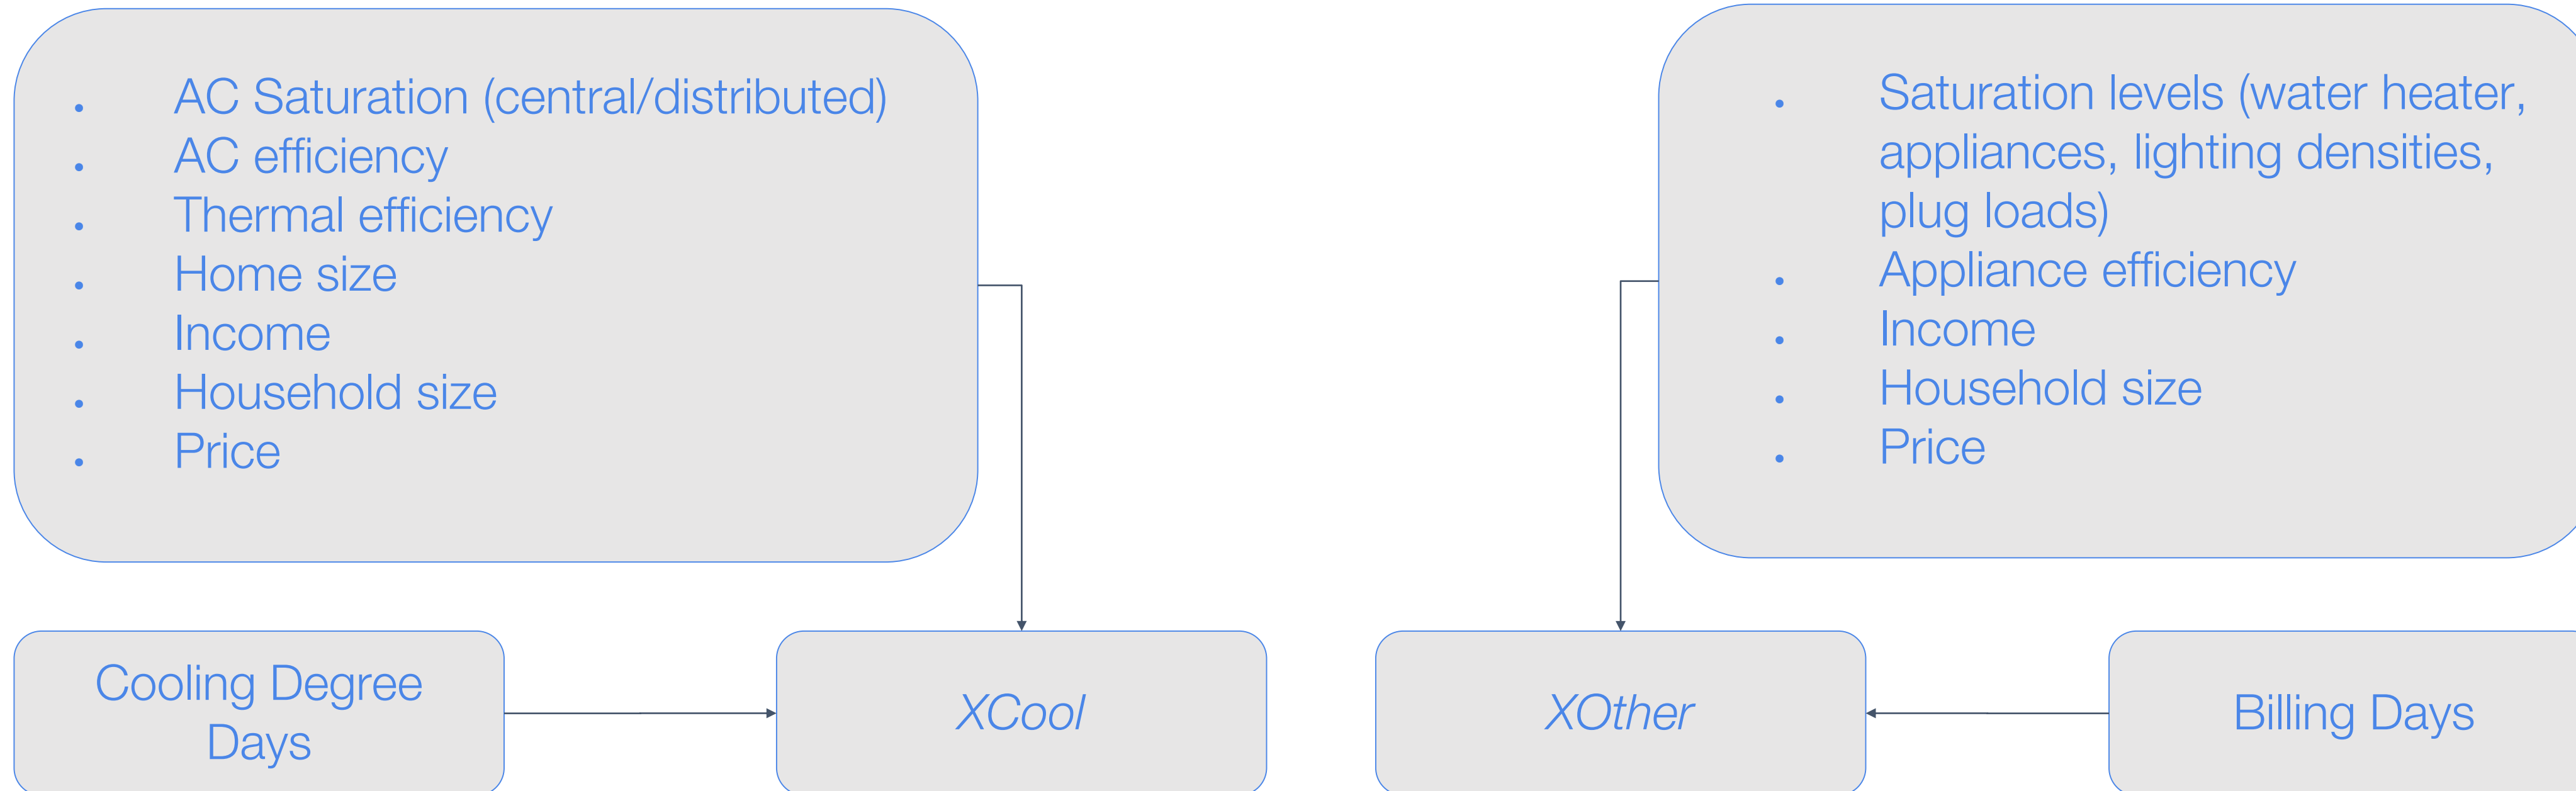 . AC Saturation (central/distributed)
. AC efficiency
. Thermal efficiency
. Home size
. Income
. Household size
. Price
. Saturation levels (water heater,
appliances, lighting densities,
plug loads)
. Appliance efficiency
. Income
. Household size
. Price
Cooling Degree
Days
XCool
XOther
Billing Days